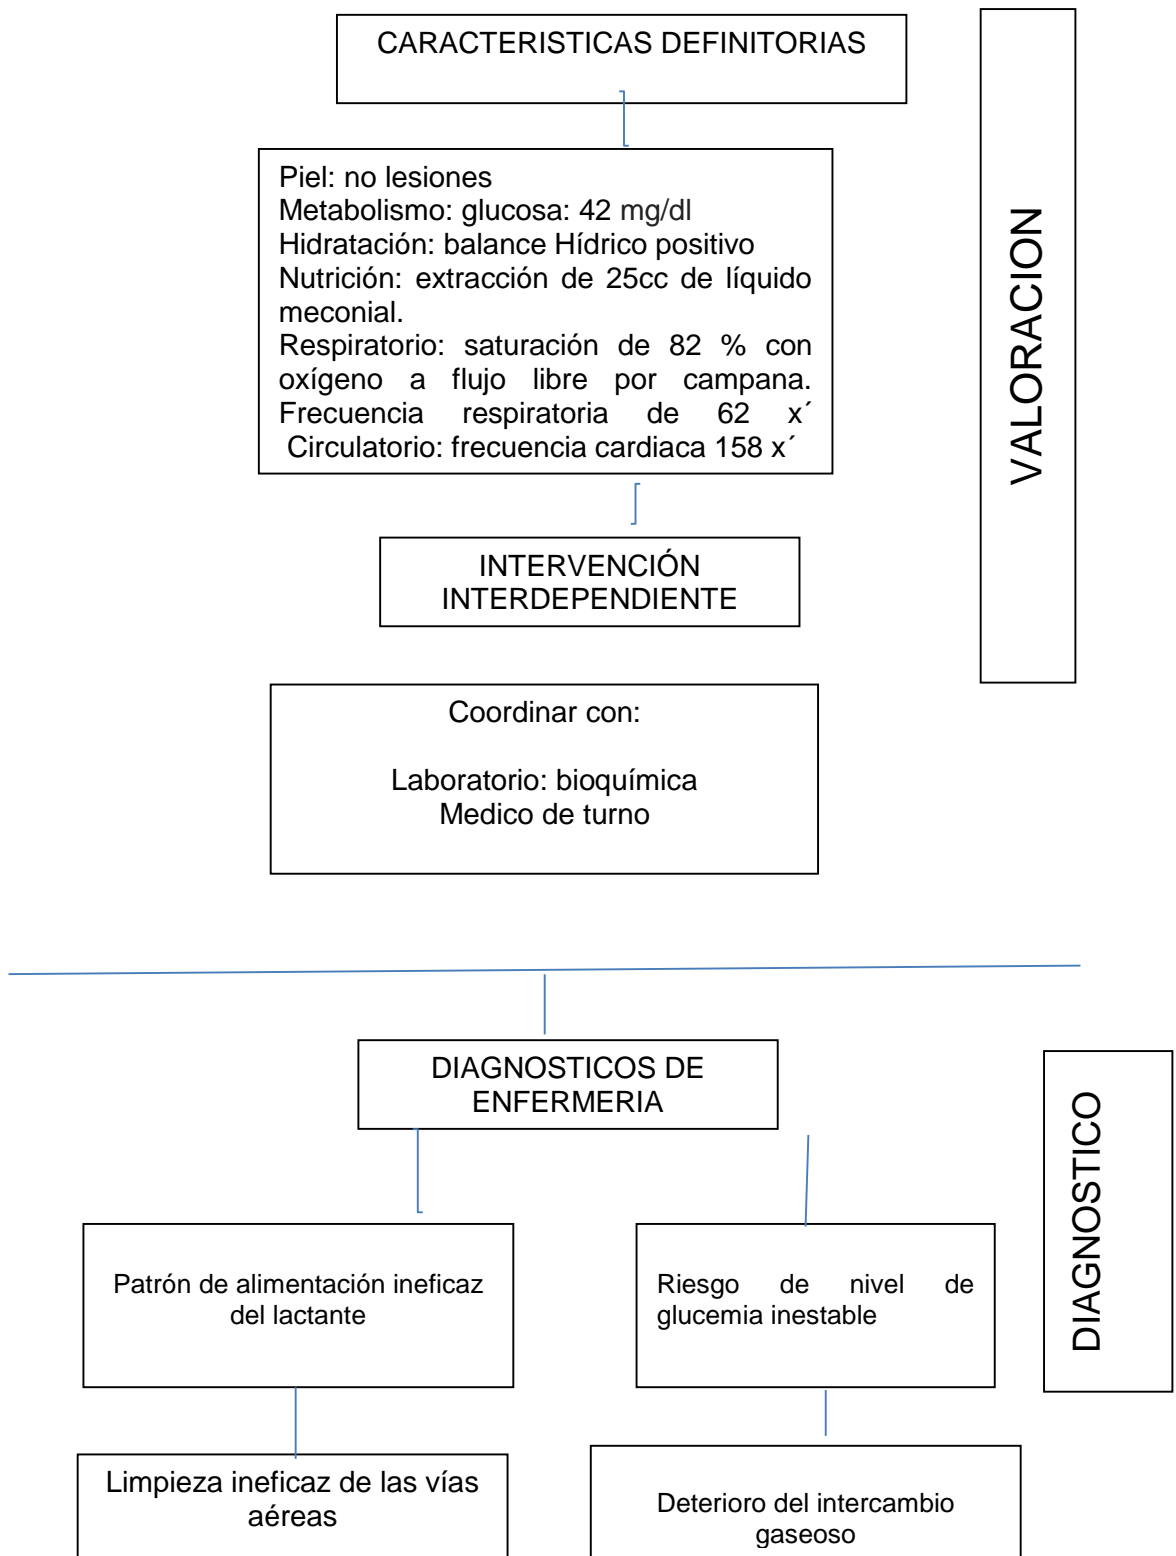 CARACTERISTICAS DEFINITORIAS
Piel: no lesiones
Metabolismo: glucosa: 42 mg/dl
Hidratación: balance Hídrico positivo
Nutrición: extracción de 25cc de líquido
meconial.
Respiratorio: saturación de 82 % con
oxígeno a flujo libre por campana.
Frecuencia respiratoria de 62 x´
Circulatorio: frecuencia cardiaca 158 x´
VALORACION
INTERVENCIÓN
INTERDEPENDIENTE
Coordinar con:
Laboratorio: bioquímica
Medico de turno
DIAGNOSTICOS DE
ENFERMERIA
DIAGNOSTICO
Patrón de alimentación ineficaz
del lactante
Riesgo de nivel de
glucemia inestable
Limpieza ineficaz de las vías
aéreas
Deterioro del intercambio
gaseoso